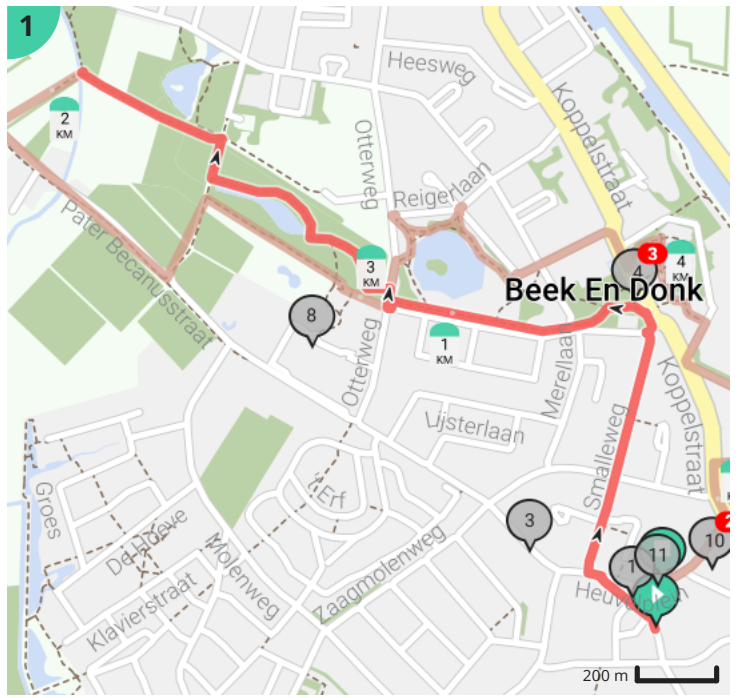 1
Heesweg
2
KM
Koppelstraat
Otterweg
Reigerlaan
Pater Becanusstraat
3
4
4
KM
3
KM
Beek En Donk
8
1
KM
Otterweg
Merellaan
Koppelstraat
Lijsterlaan
Smalleweg
't Erf
Groes
De Hoeve
Molenweg
Zaagmolenweg
3
2
10
11
1
Klavierstraat
Heuvelplein
200 m